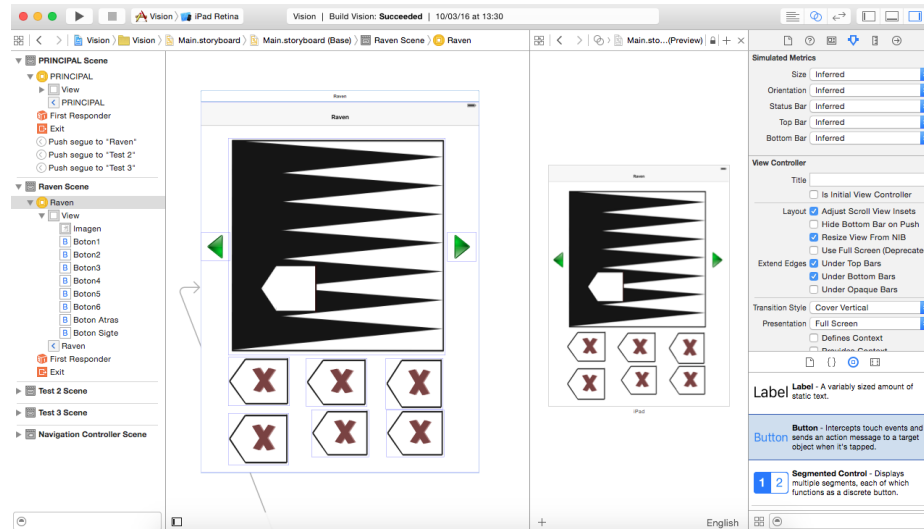 Vision
iPad Retina
Vision | Build Vision: Succeeded | 10/03/16 at 13:30
Vision
Vision
Main.storyboard
Main.storyboard (Base)
Raven Scene
Raven
Main.sto...(Preview)
PRINCIPAL Scene
PRINCIPAL
View
PRINCIPAL
First Responder
Exit
Push segue to "Raven"
Push segue to "Test 2"
Push segue to "Test 3"
Raven Scene
Raven
View
Imagen
B Boton1
B Boton2
B Boton3
B Boton4
B Boton5
B Boton6
B Boton Atras
B Boton Sigte
Raven
First Responder
Exit
Test 2 Scene
Test 3 Scene
Navigation Controller Scene
Raven
Raven
X X X
X X X
Raven
X X X
X X X
iPad
English
Simulated Metrics
Size Inferred
Orientation Inferred
Status Bar Inferred
Top Bar Inferred
Bottom Bar Inferred
View Controller
Title
Is Initial View Controller
Layout Adjust Scroll View Insets
Hide Bottom Bar on Push
Resize View From NIB
Use Full Screen (Deprecate
Extend Edges Under Top Bars
Under Bottom Bars
Under Opaque Bars
Transition Style Cover Vertical
Presentation Full Screen
Defines Context
Provides Context
Label Label - A variably sized amount of
static text.
Button Button - Intercepts touch events and
sends an action message to a target
object when it's tapped.
1 2 Segmented Control - Displays
multiple segments, each of which
functions as a discrete button.